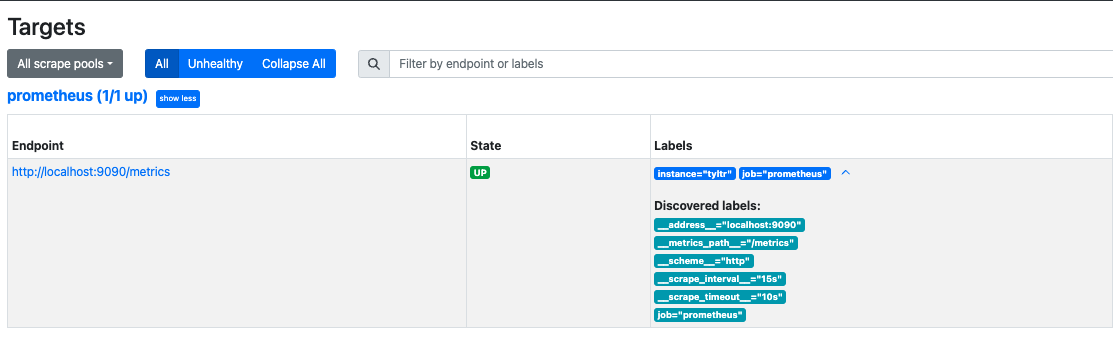 Targets
All scrape pools All Unhealthy Collapse All Filter by endpoint or labels
prometheus (1/1 up) show less
Endpoint State Labels
http://localhost:9090/metrics UP instance="tyltr" job="prometheus"
Discovered labels:
__address__="localhost:9090"
__metrics_path__="/metrics"
__scheme__="http"
__scrape_interval__="15s"
__scrape_timeout__="10s"
job="prometheus"